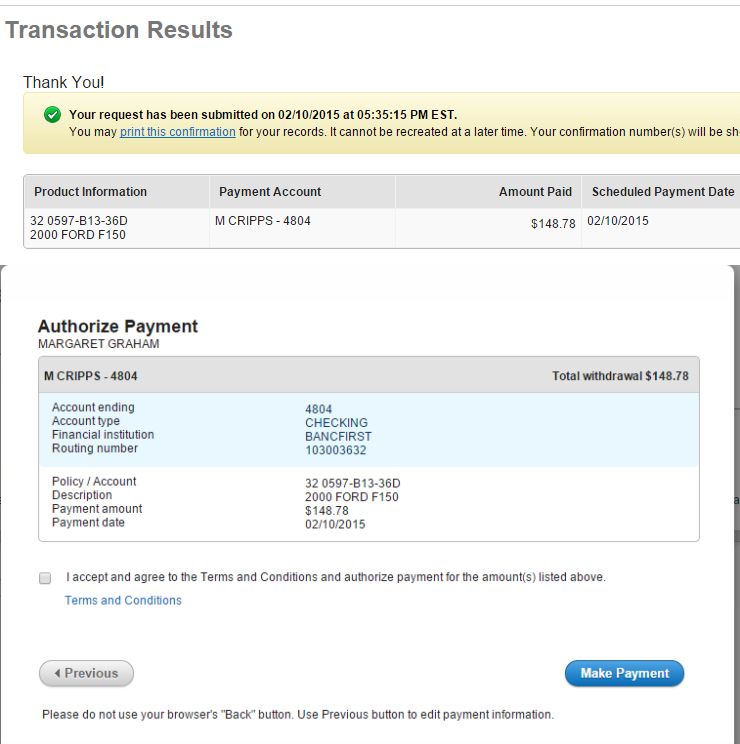 Transaction Results
Thank You!
Your request has been submitted on 02/10/2015 at 05:35:15 PM EST.
You may print this confirmation for your records. It cannot be recreated at a later time. Your confirmation number(s) will be sh
Product Information Payment Account Amount Paid Scheduled Payment Date
32 0597-B13-36D M CRIPPS - 4804 $148.78 02/10/2015
2000 FORD F150
Authorize Payment
MARGARET GRAHAM
M CRIPPS - 4804 Total withdrawal $148.78
Account ending 4804
Account type CHECKING
Financial institution BANCFIRST
Routing number 103003632
Policy / Account 32 0597-B13-36D
Description 2000 FORD F150
Payment amount $148.78
Payment date 02/10/2015
I accept and agree to the Terms and Conditions and authorize payment for the amount(s) listed above.
Terms and Conditions
Previous Make Payment
Please do not use your browser's "Back" button. Use Previous button to edit payment information.